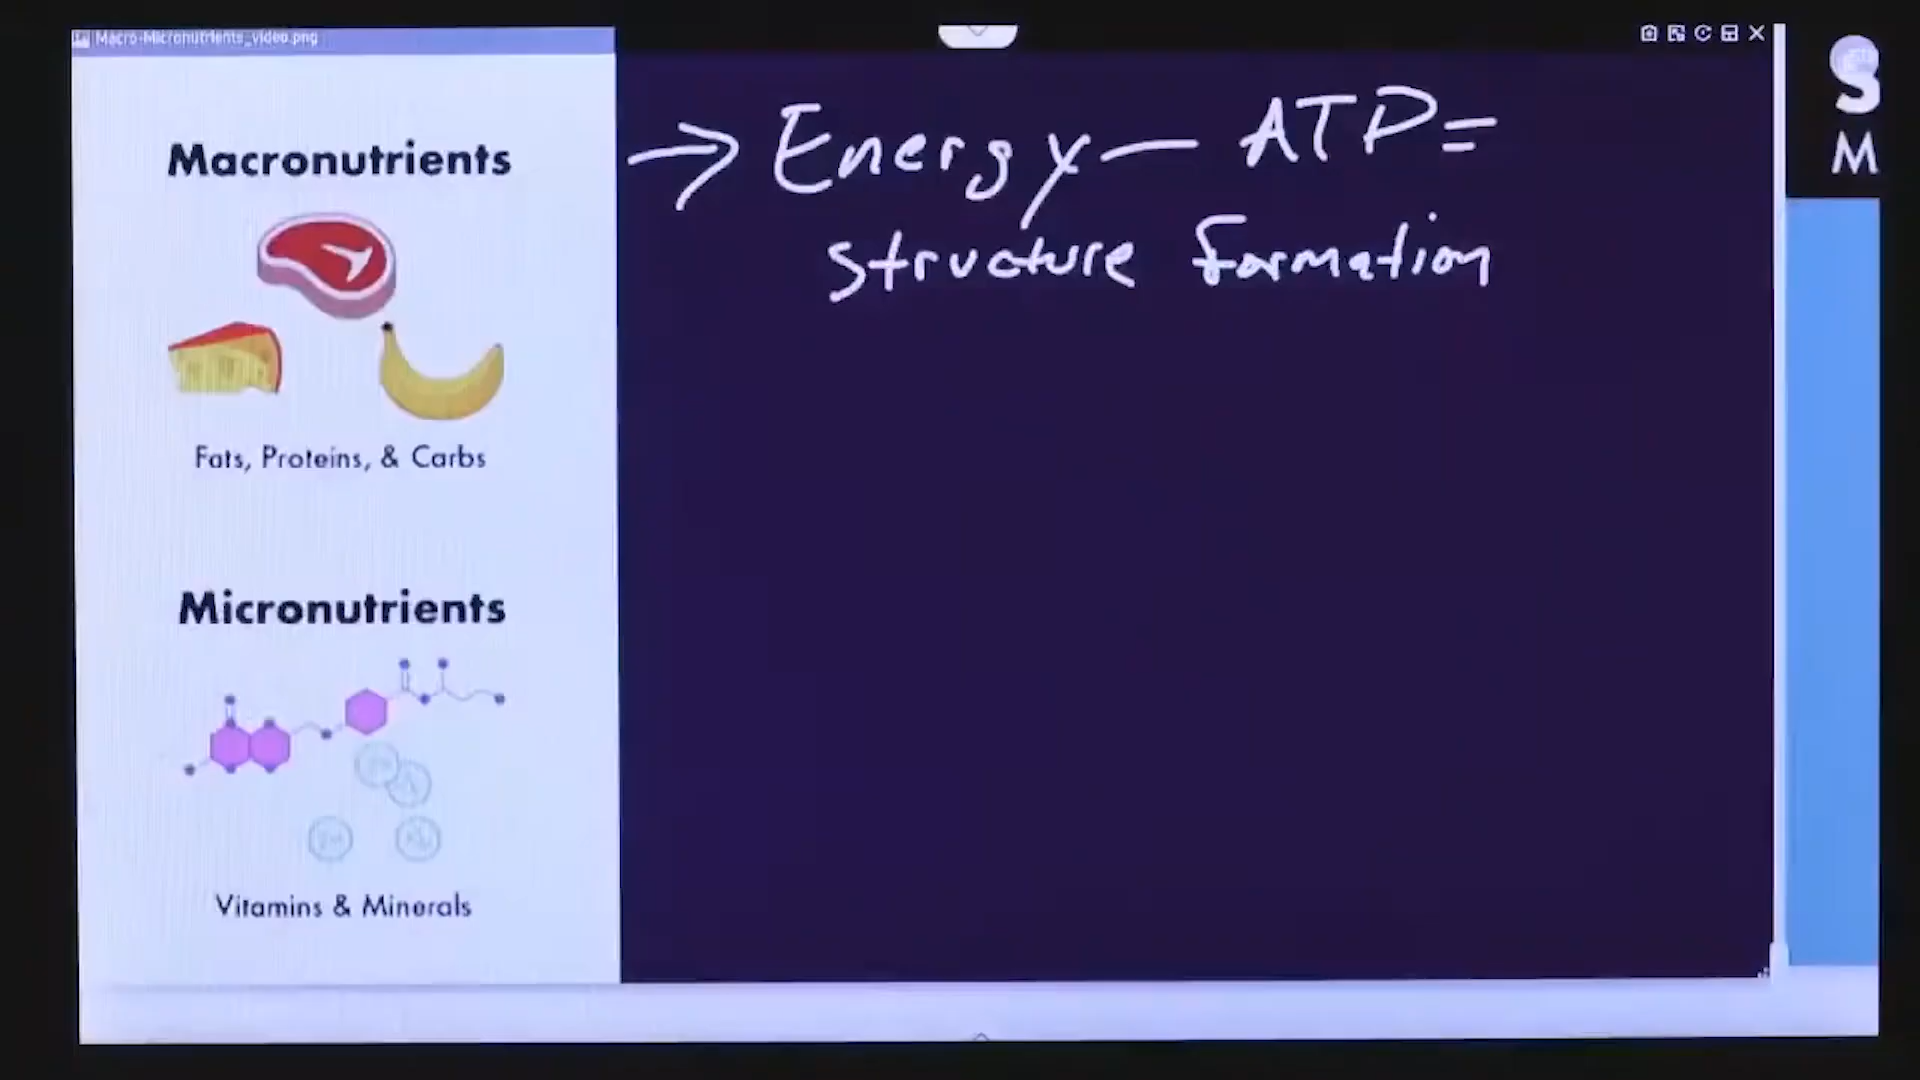 Macro-Micronutrients_video.png
Macronutrients
Fats, Proteins, & Carbs
Micronutrients
Vitamins & Minerals
→ Energy — ATP =
structure formation
S
M